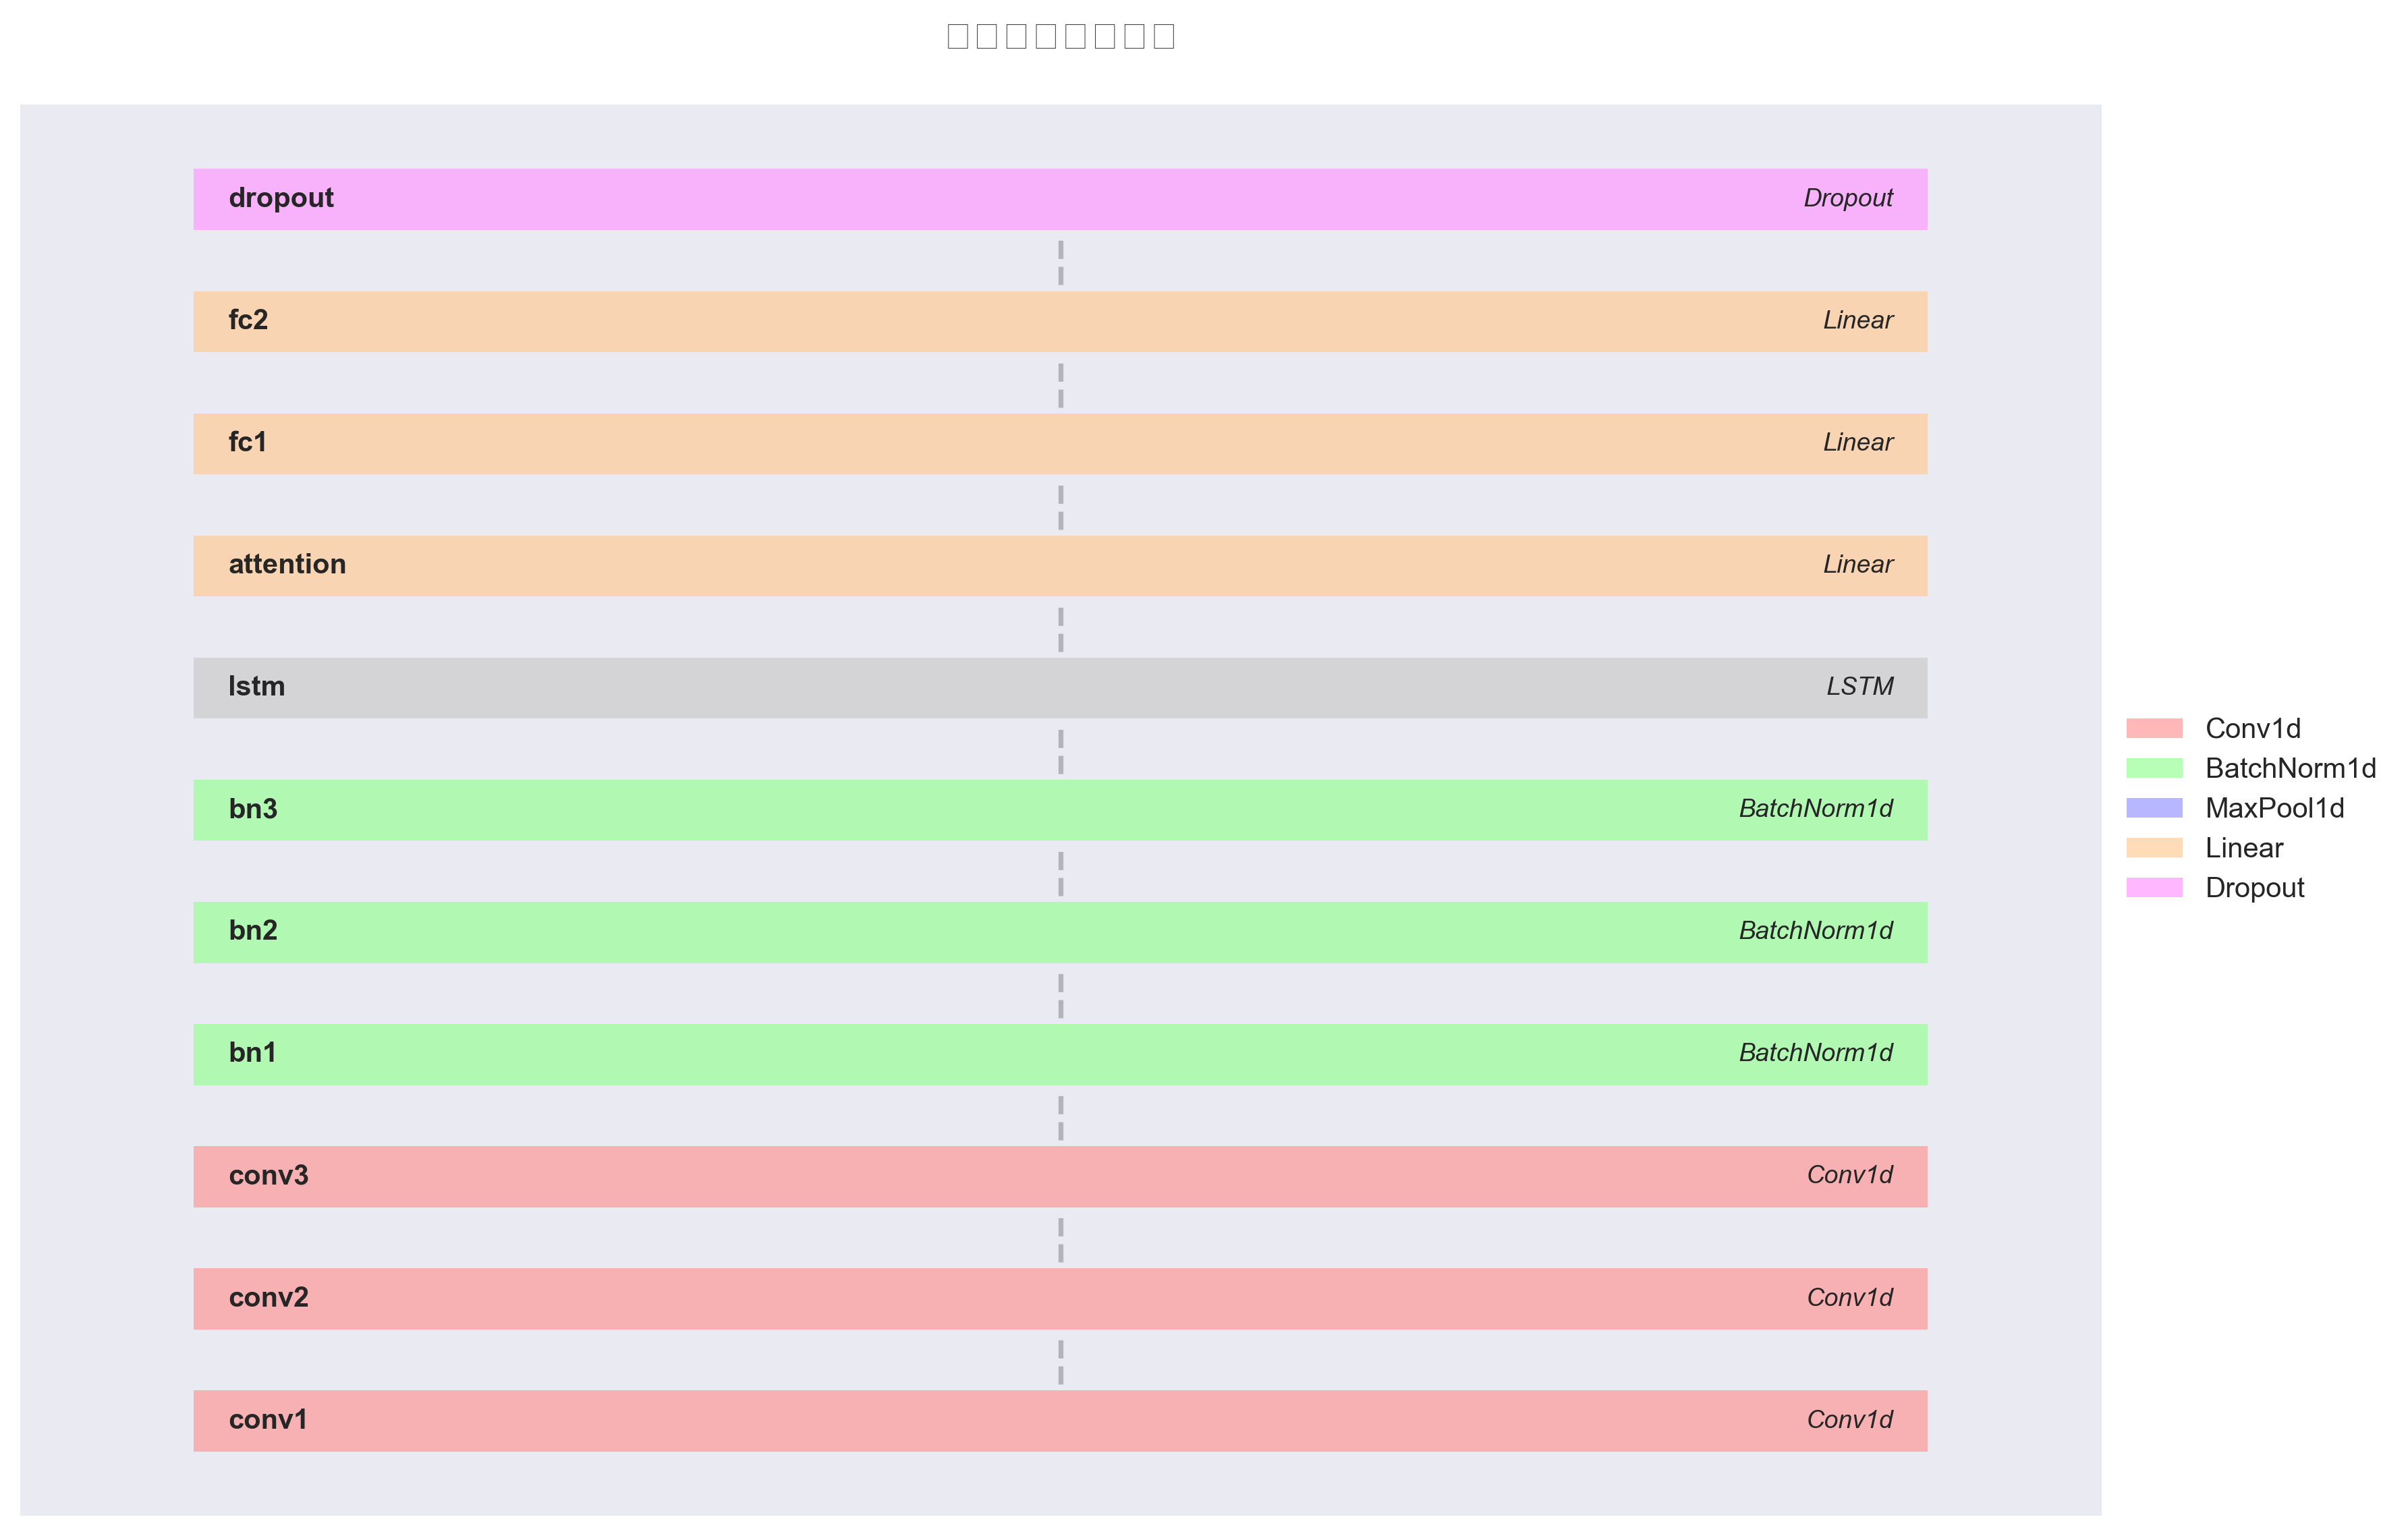 dropout Dropout
fc2 Linear
fc1 Linear
attention Linear
lstm LSTM
bn3 BatchNorm1d
bn2 BatchNorm1d
bn1 BatchNorm1d
conv3 Conv1d
conv2 Conv1d
conv1 Conv1d
Conv1d
BatchNorm1d
MaxPool1d
Linear
Dropout